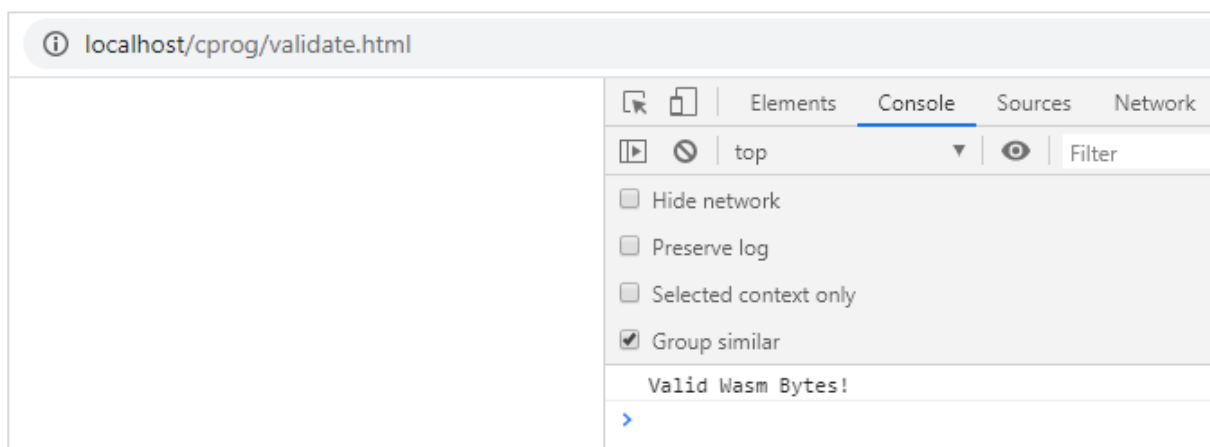 localhost/cprog/validate.html
Elements Console Sources Network
top Filter
Hide network
Preserve log
Selected context only
Group similar
Valid Wasm Bytes!